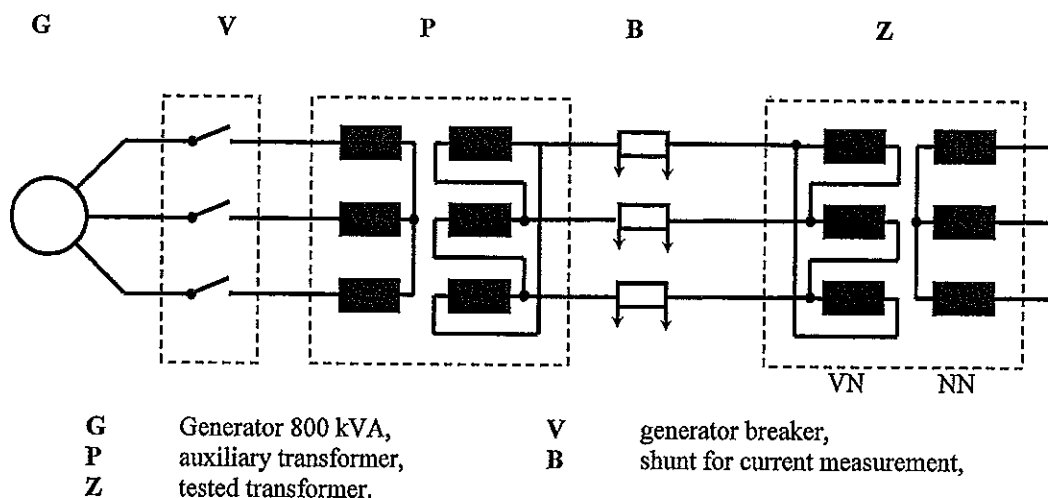 G V P B Z
VN NN
G Generator 800 kVA, V generator breaker,
P auxiliary transformer, B shunt for current measurement,
Z tested transformer.